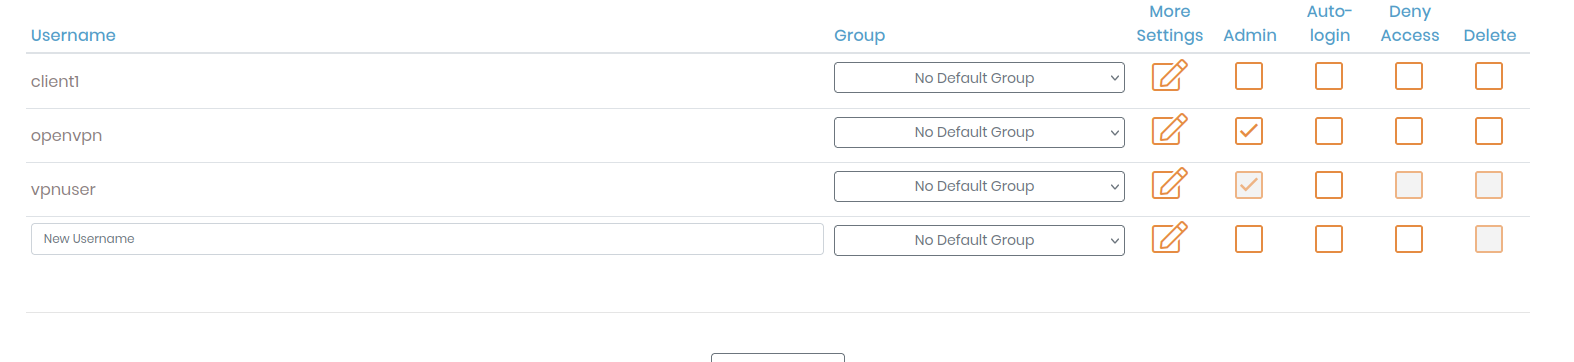 More Auto- Deny
Username Group Settings Admin login Access Delete
client1 No Default Group
openvpn No Default Group
vpnuser No Default Group
New Username No Default Group